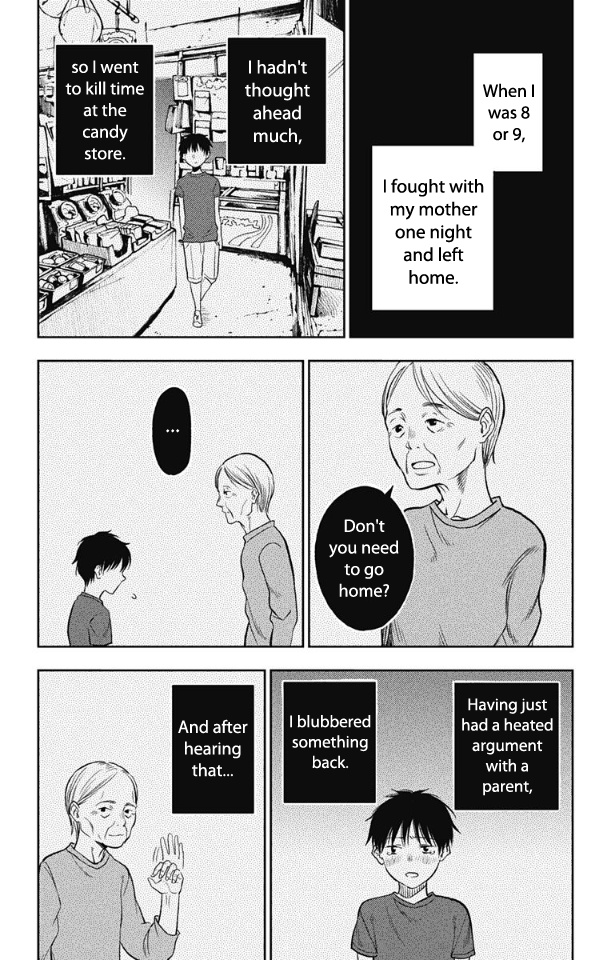 When I
was 8
or 9,
I fought with
my mother
one night
and left
home.
I hadn't
thought
ahead
much,
so I went
to kill time
at the
candy
store.
Don't
you need
to go
home?
...
Having just
had a heated
argument
with a
parent,
I blubbered
something
back.
And after
hearing
that...